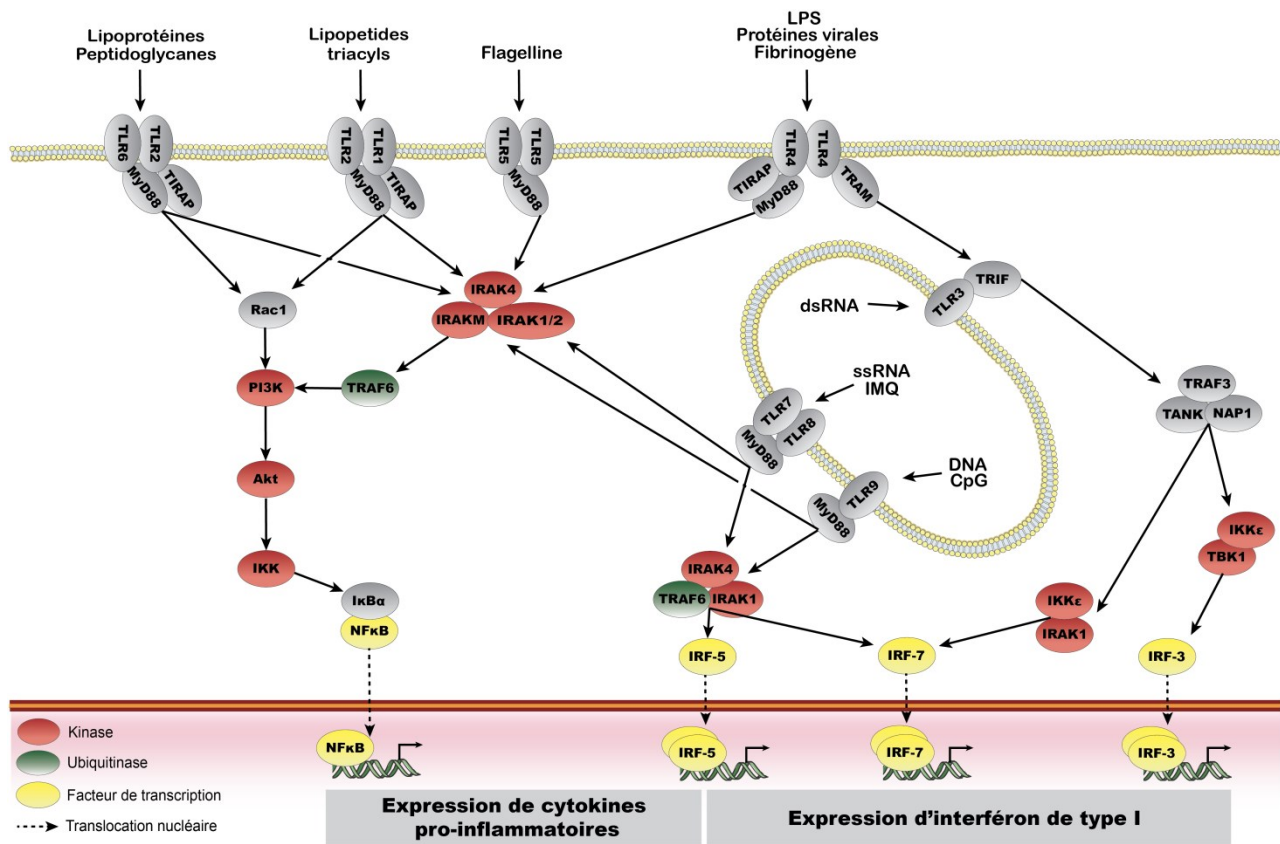 Lipoprotéines
Peptidoglycanes
Lipopetides
triacyls
Flagelline
LPS
Protéines virales
Fibrinogène
TLR6
TLR2
MyD88
TIRAP
TLR2
TLR1
MyD88
TIRAP
TLR5
TLR5
MyD88
TLR4
TLR4
TIRAP
MyD88
TRAM
Rac1
IRAK4
IRAKM
IRAK1/2
dsRNA
TLR3
TRIF
PI3K
TRAF6
ssRNA
IMQ
TLR7
TLR8
MyD88
TRAF3
TANK
NAP1
Akt
DNA
CpG
TLR9
MyD88
IKKε
TBK1
IKK
IκBα
NFκB
IRAK4
TRAF6
IRAK1
IKKε
IRAK1
IRF-5
IRF-7
IRF-3
Kinase
Ubiquitinase
Facteur de transcription
Translocation nucléaire
NFκB
IRF-5
IRF-7
IRF-3
Expression de cytokines
pro-inflammatoires
Expression d'interféron de type I